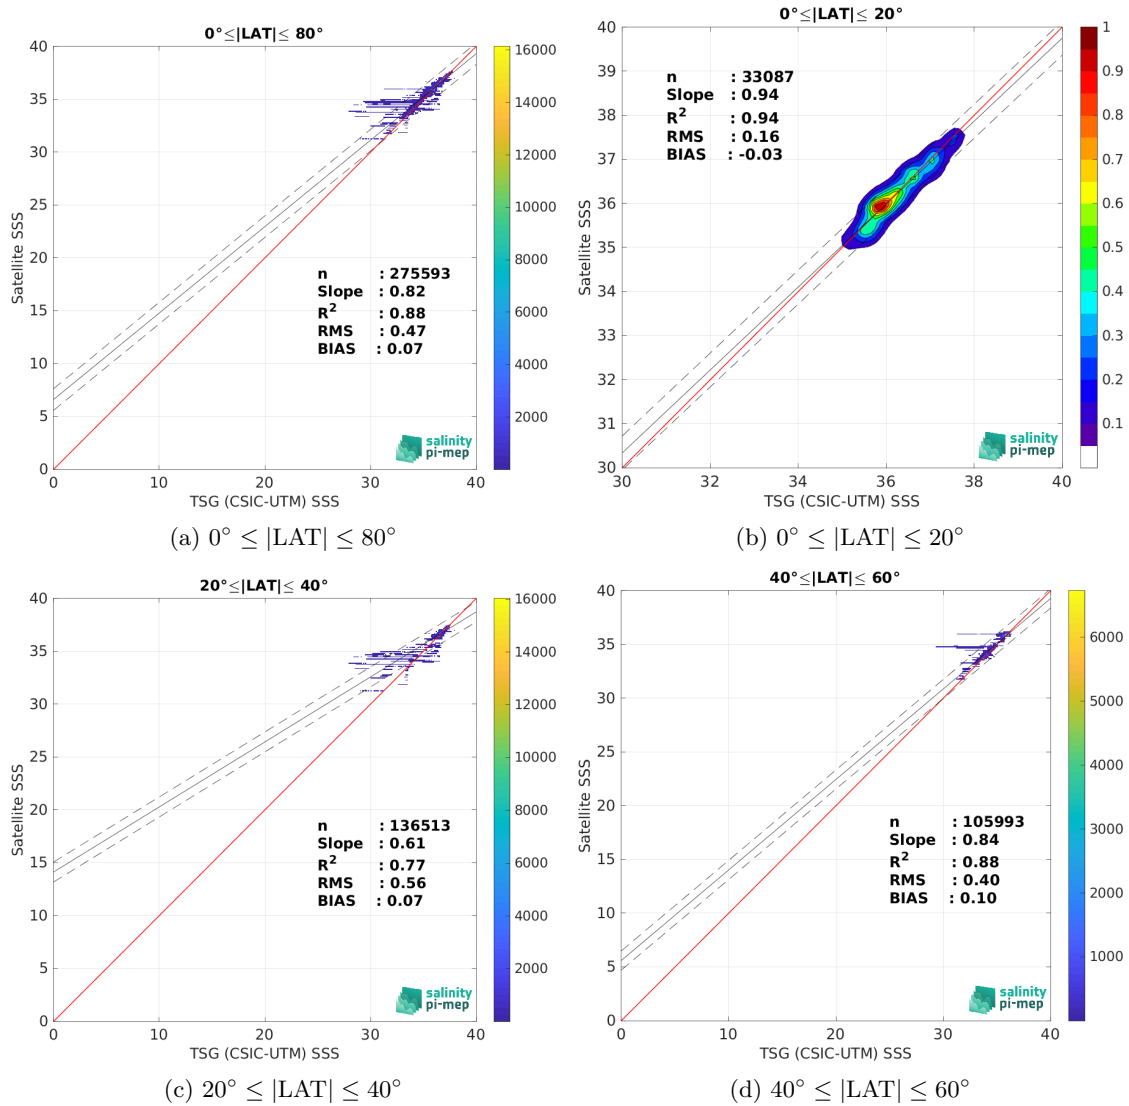 0°≤|LAT|≤ 80°
40
35
30
25
20
15
10
5
0
Satellite SSS
n : 275593
Slope : 0.82
R² : 0.88
RMS : 0.47
BIAS : 0.07
salinity
pi-mep
0 10 20 30 40
TSG (CSIC-UTM) SSS
16000
14000
12000
10000
8000
6000
4000
2000
(a) 0° ≤ |LAT| ≤ 80°
0°≤|LAT|≤ 20°
40
39
38
37
36
35
34
33
32
31
30
Satellite SSS
n : 33087
Slope : 0.94
R² : 0.94
RMS : 0.16
BIAS : -0.03
salinity
pi-mep
30 32 34 36 38 40
TSG (CSIC-UTM) SSS
1
0.9
0.8
0.7
0.6
0.5
0.4
0.3
0.2
0.1
(b) 0° ≤ |LAT| ≤ 20°
20°≤|LAT|≤ 40°
40
35
30
25
20
15
10
5
0
Satellite SSS
n : 136513
Slope : 0.61
R² : 0.77
RMS : 0.56
BIAS : 0.07
salinity
pi-mep
0 10 20 30 40
TSG (CSIC-UTM) SSS
16000
14000
12000
10000
8000
6000
4000
2000
(c) 20° ≤ |LAT| ≤ 40°
40°≤|LAT|≤ 60°
40
35
30
25
20
15
10
5
0
Satellite SSS
n : 105993
Slope : 0.84
R² : 0.88
RMS : 0.40
BIAS : 0.10
salinity
pi-mep
0 10 20 30 40
TSG (CSIC-UTM) SSS
6000
5000
4000
3000
2000
1000
(d) 40° ≤ |LAT| ≤ 60°